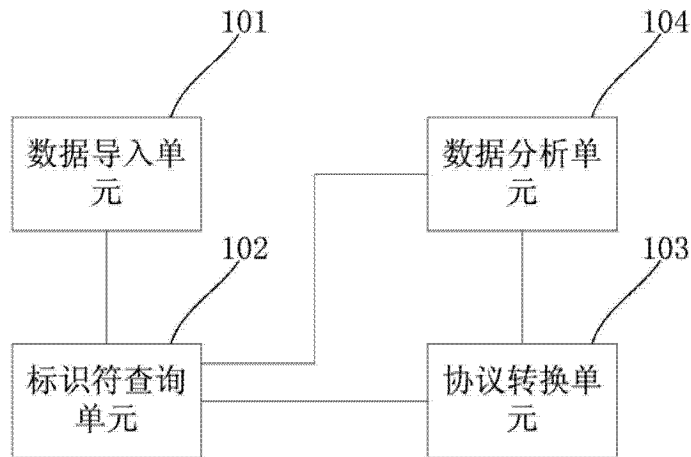 101
104
数据导入单
元
数据分析单
元
102
103
标识符查询
单元
协议转换单
元